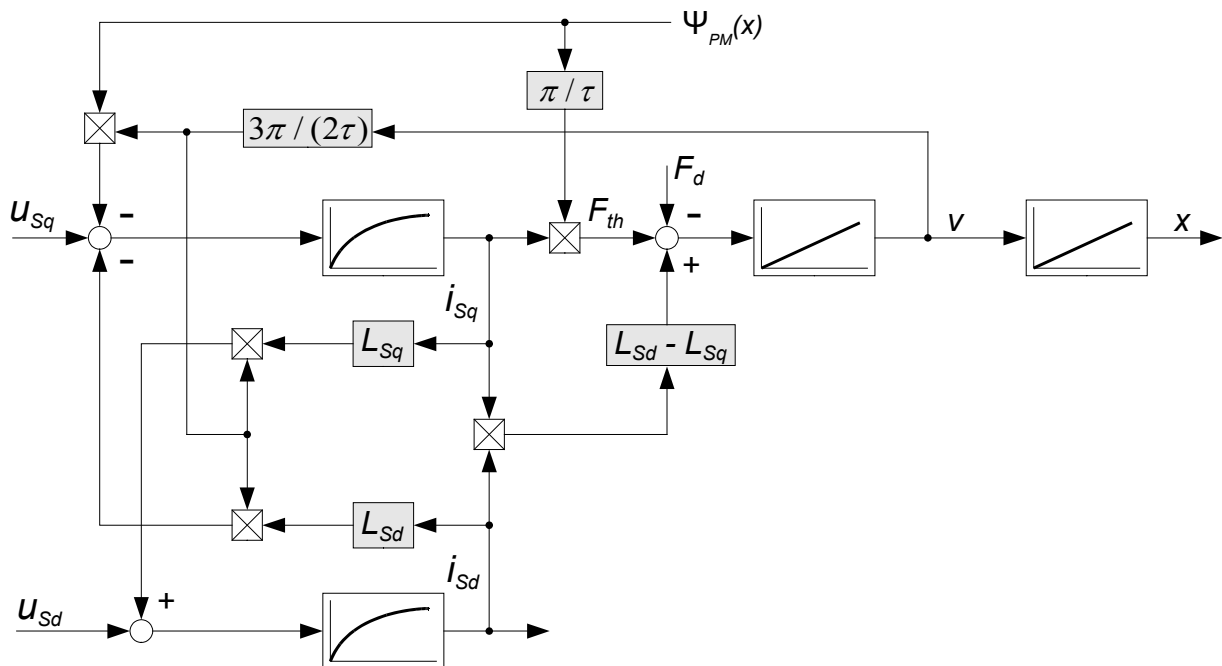 Ψ_PM(x)
π / τ
3π / (2τ)
F_d
u_Sq
-
-
F_th
-
v
x
+
i_Sq
L_Sq
L_Sd - L_Sq
L_Sd
i_Sd
u_Sd
+